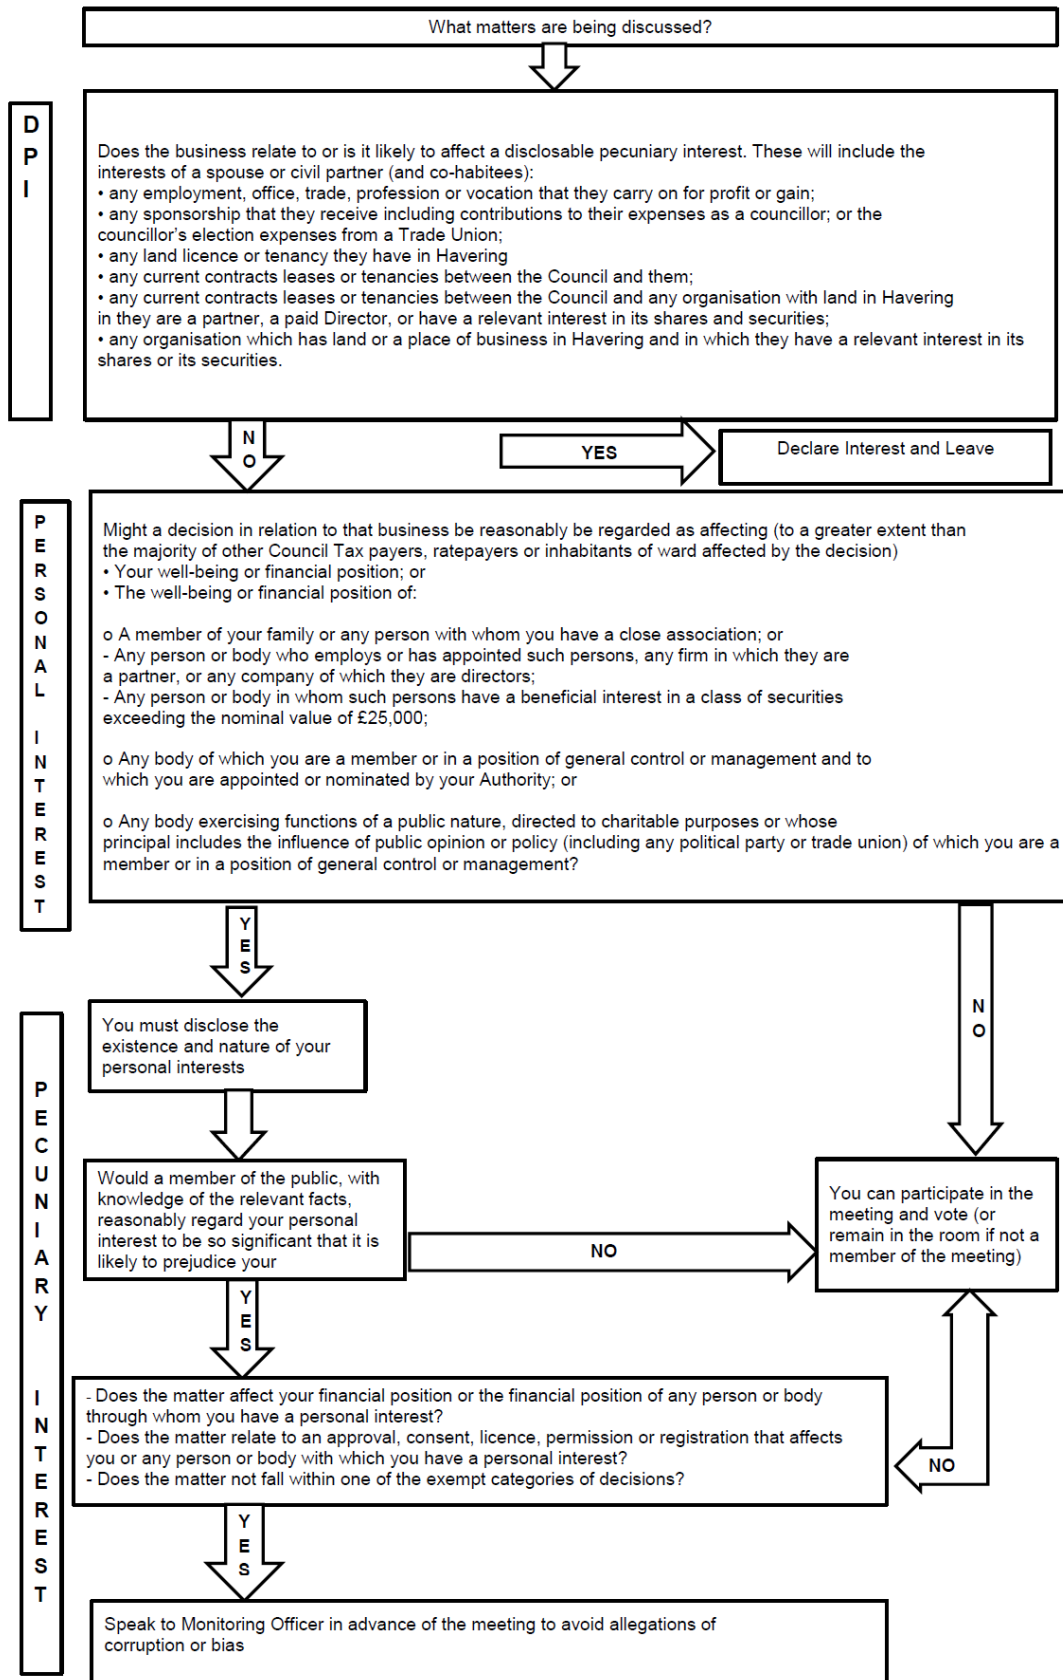 What matters are being discussed?
D
P
I
Does the business relate to or is it likely to affect a disclosable pecuniary interest. These will include the
interests of a spouse or civil partner (and co-habitees):
• any employment, office, trade, profession or vocation that they carry on for profit or gain;
• any sponsorship that they receive including contributions to their expenses as a councillor; or the
councillor's election expenses from a Trade Union;
• any land licence or tenancy they have in Havering
• any current contracts leases or tenancies between the Council and them;
• any current contracts leases or tenancies between the Council and any organisation with land in Havering
in they are a partner, a paid Director, or have a relevant interest in its shares and securities;
• any organisation which has land or a place of business in Havering and in which they have a relevant interest in its
shares or its securities.
N
O
YES
Declare Interest and Leave
P
E
R
S
O
N
A
L
I
N
T
E
R
E
S
T
Might a decision in relation to that business be reasonably be regarded as affecting (to a greater extent than
the majority of other Council Tax payers, ratepayers or inhabitants of ward affected by the decision)
• Your well-being or financial position; or
• The well-being or financial position of:
o A member of your family or any person with whom you have a close association; or
- Any person or body who employs or has appointed such persons, any firm in which they are
a partner, or any company of which they are directors;
- Any person or body in whom such persons have a beneficial interest in a class of securities
exceeding the nominal value of £25,000;
o Any body of which you are a member or in a position of general control or management and to
which you are appointed or nominated by your Authority; or
o Any body exercising functions of a public nature, directed to charitable purposes or whose
principal includes the influence of public opinion or policy (including any political party or trade union) of which you are a
member or in a position of general control or management?
Y
E
S
N
O
P
E
C
U
N
I
A
R
Y
I
N
T
E
R
E
S
T
You must disclose the
existence and nature of your
personal interests
Would a member of the public, with
knowledge of the relevant facts,
reasonably regard your personal
interest to be so significant that it is
likely to prejudice your
NO
You can participate in the
meeting and vote (or
remain in the room if not a
member of the meeting)
Y
E
S
- Does the matter affect your financial position or the financial position of any person or body
through whom you have a personal interest?
- Does the matter relate to an approval, consent, licence, permission or registration that affects
you or any person or body with which you have a personal interest?
- Does the matter not fall within one of the exempt categories of decisions?
NO
Y
E
S
Speak to Monitoring Officer in advance of the meeting to avoid allegations of
corruption or bias